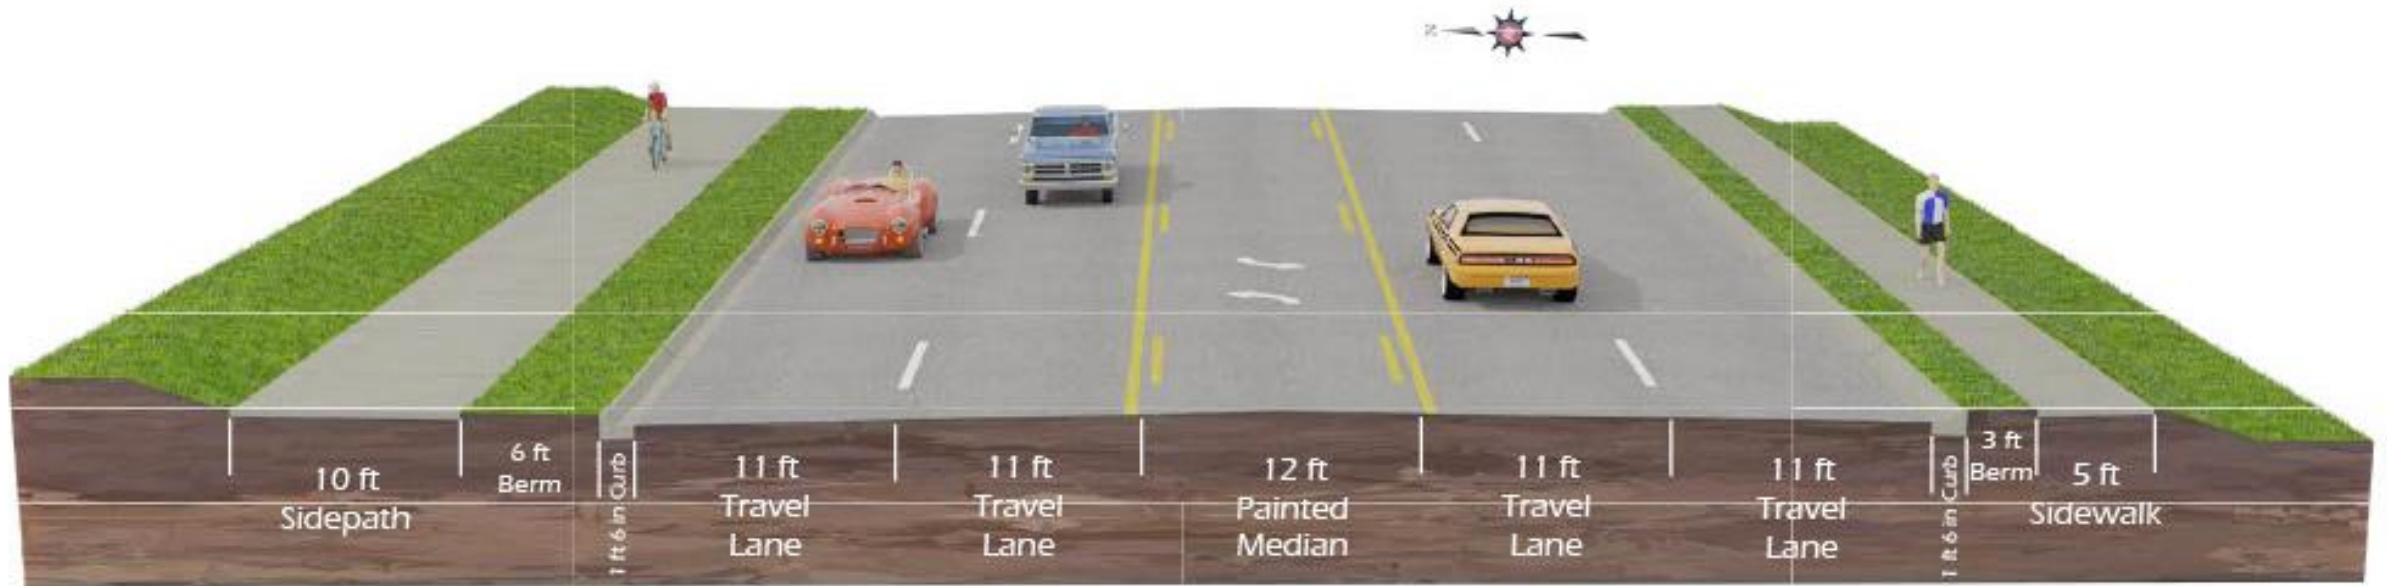 N
10 ft
Sidepath
6 ft
Berm
1 ft 6 in Curb
11 ft
Travel
Lane
11 ft
Travel
Lane
12 ft
Painted
Median
11 ft
Travel
Lane
11 ft
Travel
Lane
1 ft 6 in Curb
3 ft
Berm
5 ft
Sidewalk